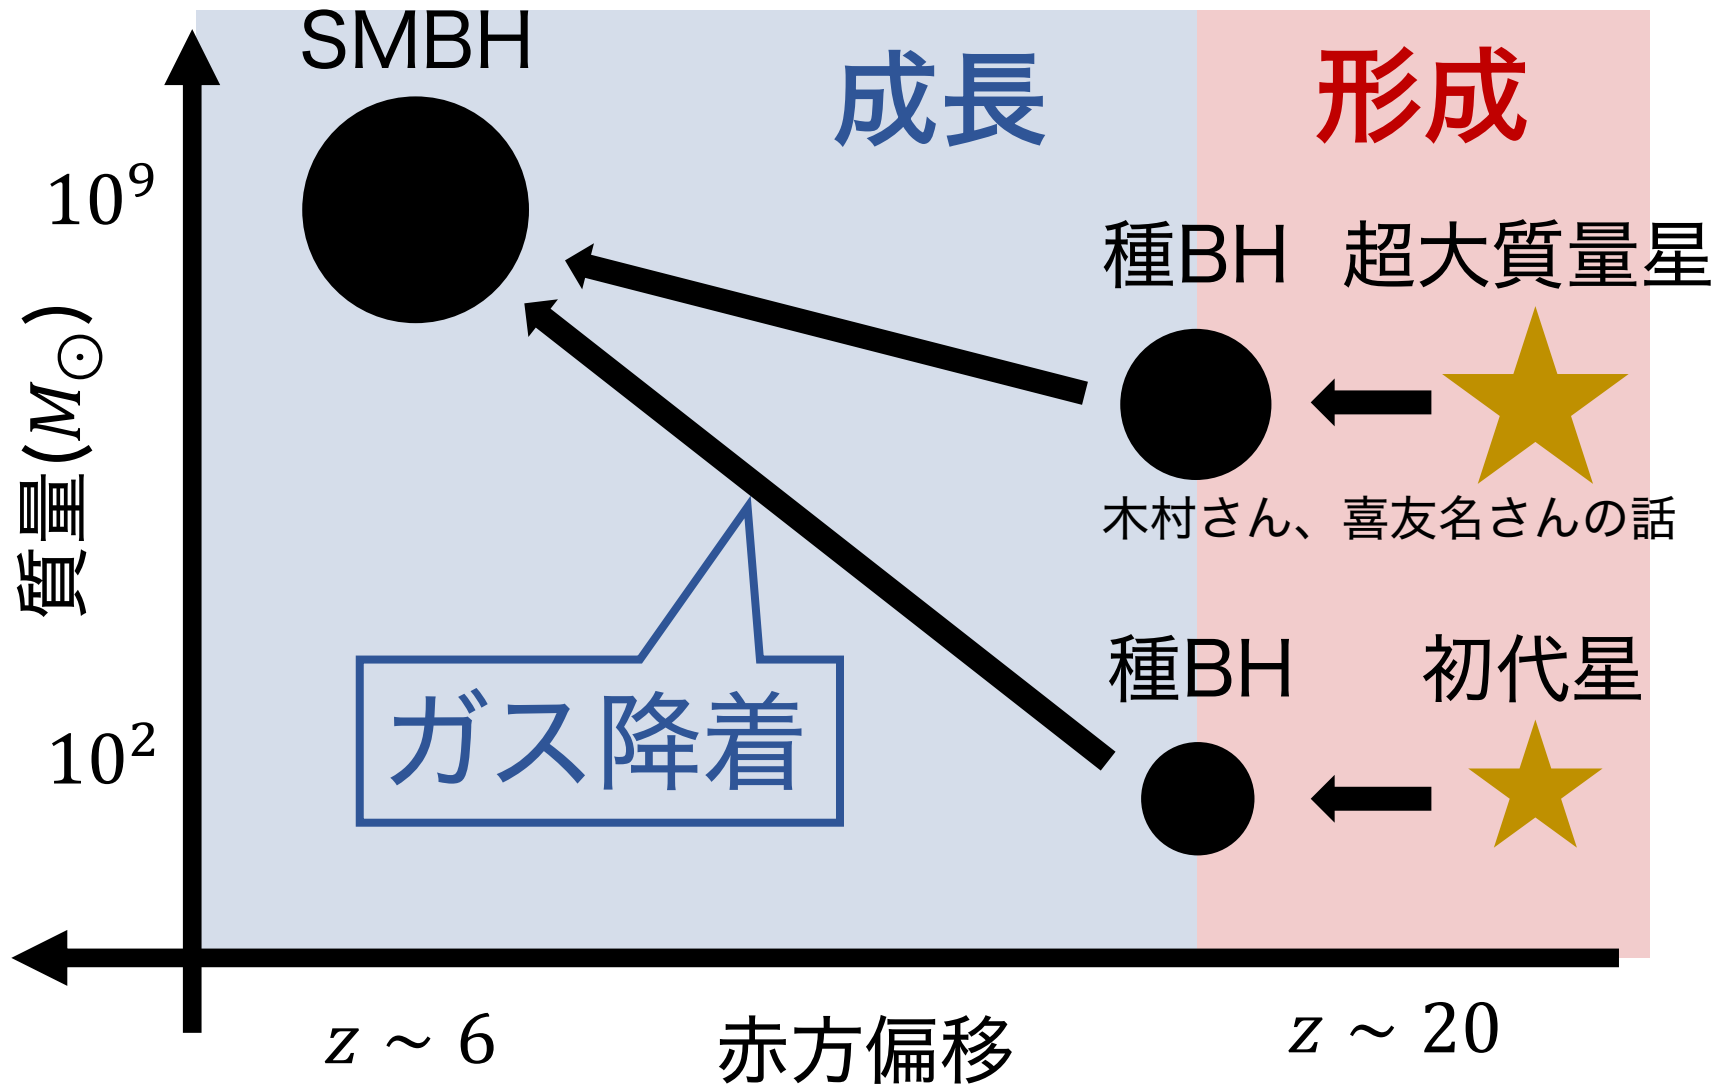 SMBH
成長
形成
10⁹
種BH
超大質量星
質量(M⊙)
木村さん、喜友名さんの話
種BH
初代星
ガス降着
10²
z ~ 6
赤方偏移
z ~ 20